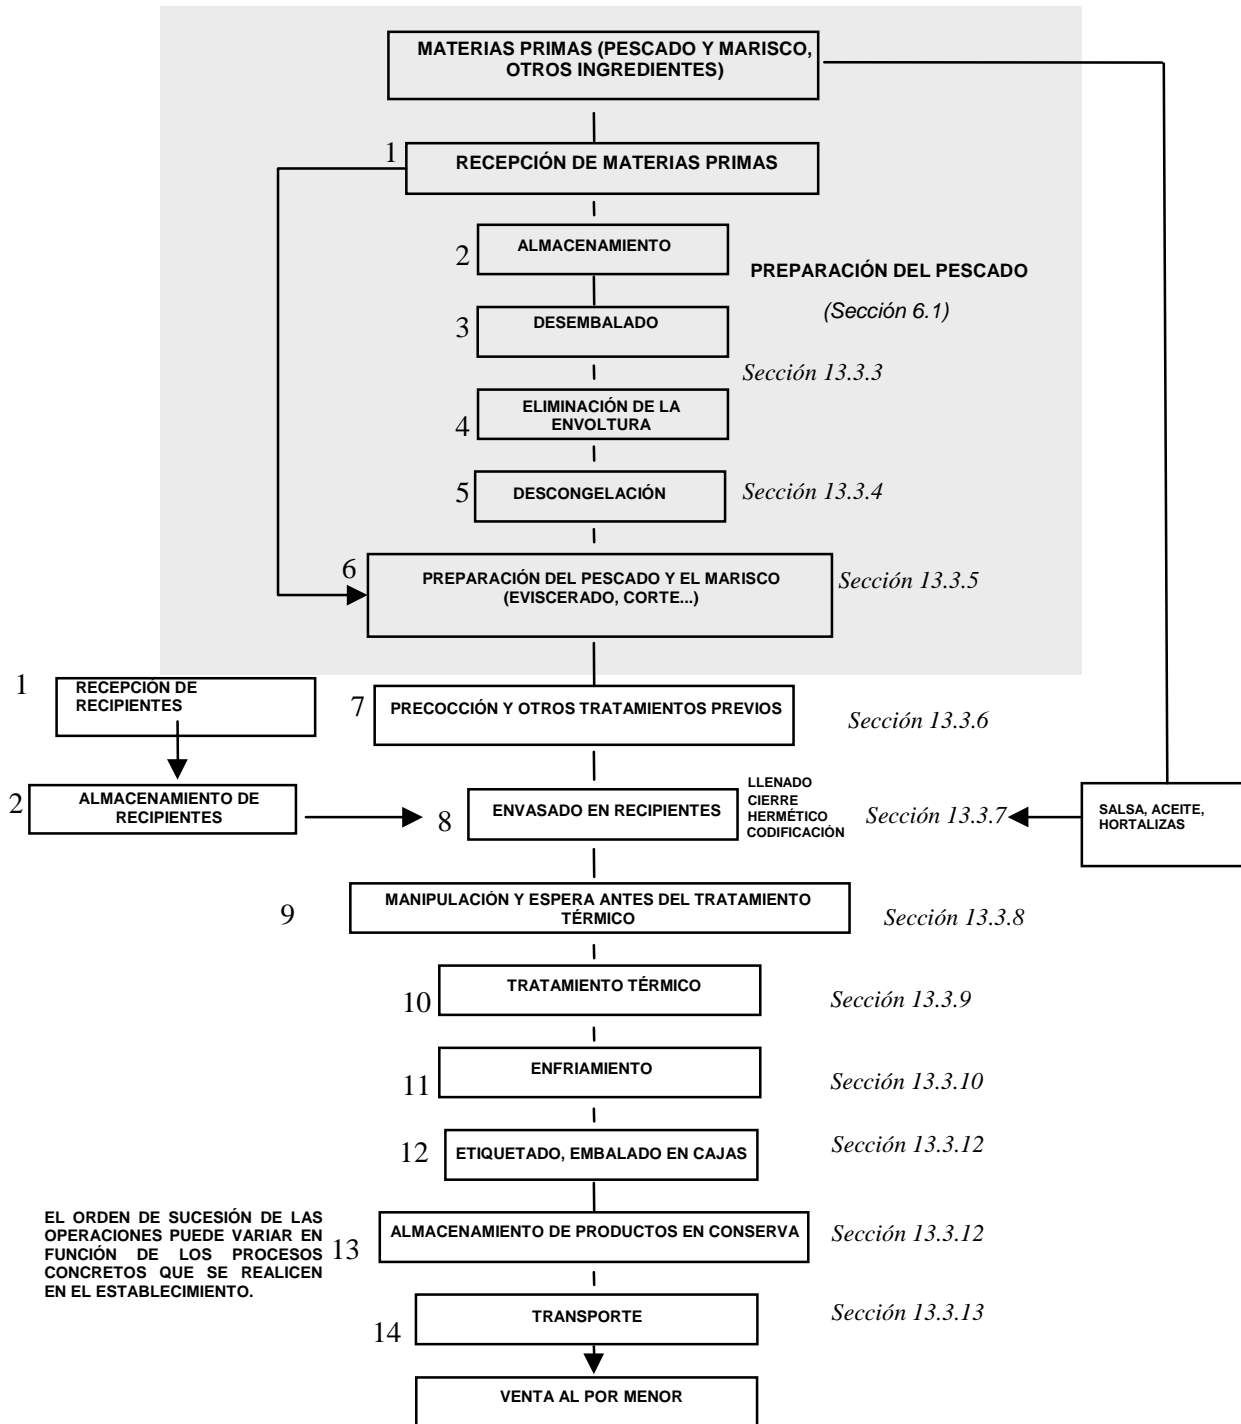 MATERIAS PRIMAS (PESCADO Y MARISCO,
OTROS INGREDIENTES)
1
RECEPCIÓN DE MATERIAS PRIMAS
2
ALMACENAMIENTO
PREPARACIÓN DEL PESCADO
(Sección 6.1)
3
DESEMBALADO
Sección 13.3.3
4
ELIMINACIÓN DE LA
ENVOLTURA
5
DESCONGELACIÓN
Sección 13.3.4
6
PREPARACIÓN DEL PESCADO Y EL MARISCO
(EVISCERADO, CORTE...)
Sección 13.3.5
1
RECEPCIÓN DE
RECIPIENTES
7
PRECOCCIÓN Y OTROS TRATAMIENTOS PREVIOS
Sección 13.3.6
2
ALMACENAMIENTO DE
RECIPIENTES
8
ENVASADO EN RECIPIENTES
LLENADO
CIERRE
HERMÉTICO
CODIFICACIÓN
Sección 13.3.7
SALSA, ACEITE,
HORTALIZAS
9
MANIPULACIÓN Y ESPERA ANTES DEL TRATAMIENTO
TÉRMICO
Sección 13.3.8
10
TRATAMIENTO TÉRMICO
Sección 13.3.9
11
ENFRIAMIENTO
Sección 13.3.10
12
ETIQUETADO, EMBALADO EN CAJAS
Sección 13.3.12
EL ORDEN DE SUCESIÓN DE LAS
OPERACIONES PUEDE VARIAR EN
FUNCIÓN DE LOS PROCESOS
CONCRETOS QUE SE REALICEN
EN EL ESTABLECIMIENTO.
13
ALMACENAMIENTO DE PRODUCTOS EN CONSERVA
Sección 13.3.12
14
TRANSPORTE
Sección 13.3.13
VENTA AL POR MENOR